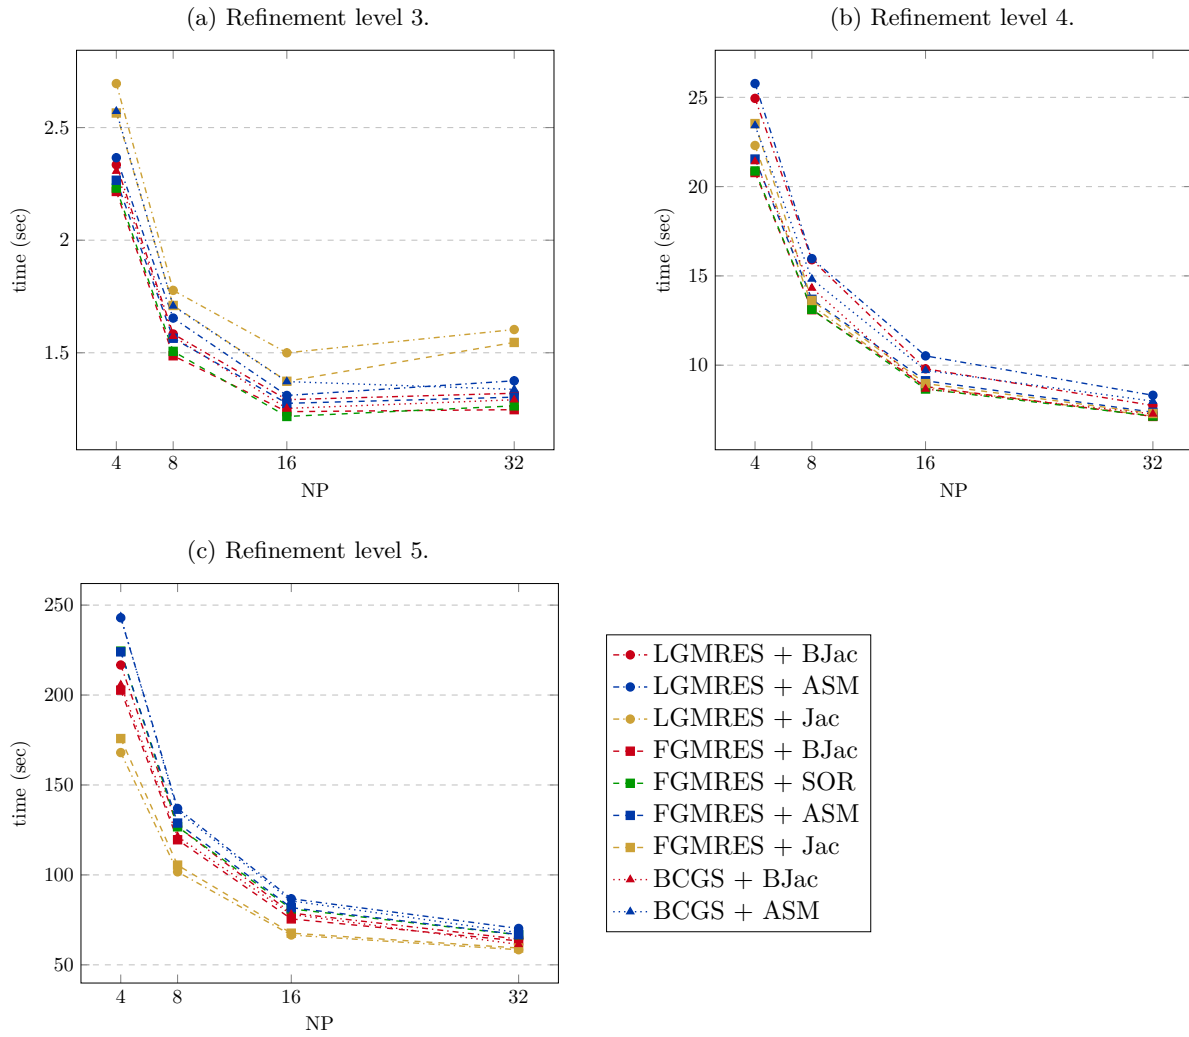 (a) Refinement level 3.
2.5
2
1.5
time (sec)
4 8 16 32
NP
(b) Refinement level 4.
25
20
15
10
time (sec)
4 8 16 32
NP
(c) Refinement level 5.
250
200
150
100
50
time (sec)
4 8 16 32
NP
LGMRES + BJac
LGMRES + ASM
LGMRES + Jac
FGMRES + BJac
FGMRES + SOR
FGMRES + ASM
FGMRES + Jac
BCGS + BJac
BCGS + ASM